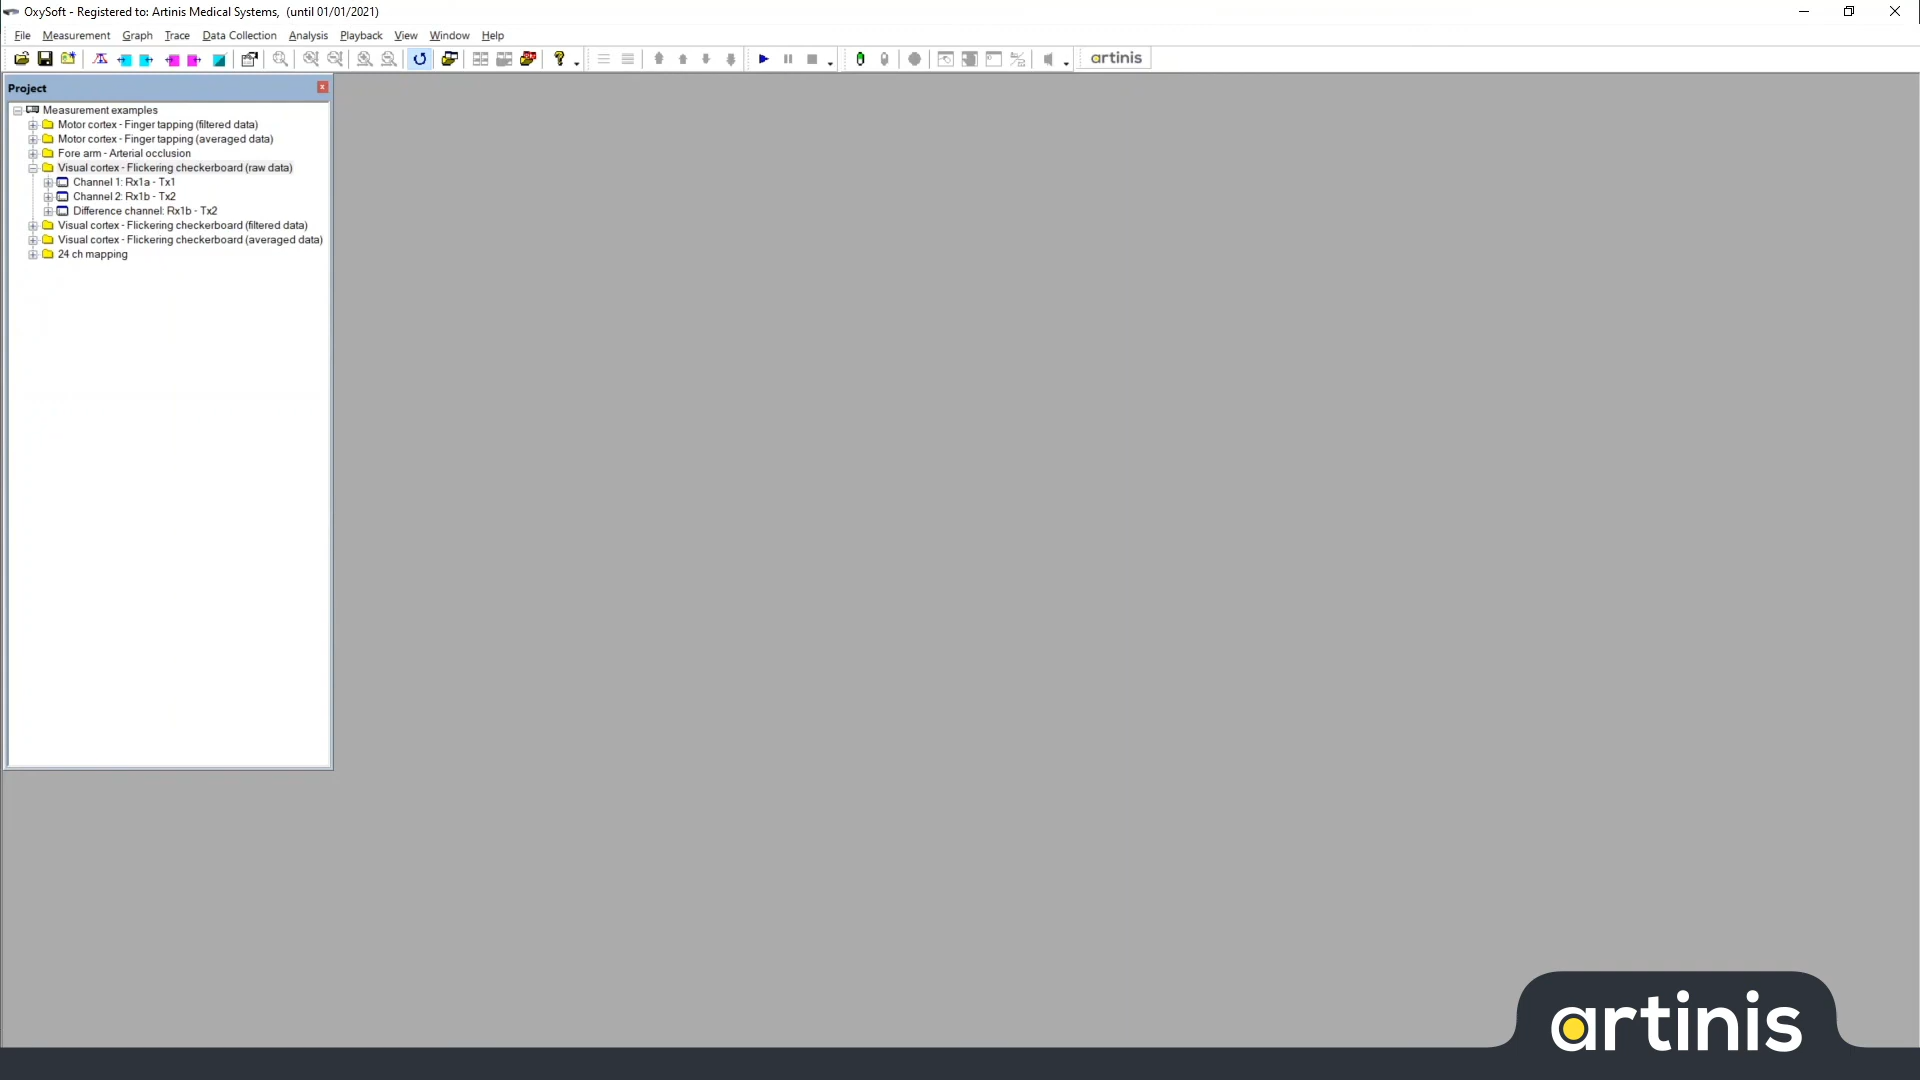 OxySoft - Registered to: Artinis Medical Systems, (until 01/01/2021)
File Measurement Graph Trace Data Collection Analysis Playback View Window Help
artinis
Project
Measurement examples
Motor cortex - Finger tapping (filtered data)
Motor cortex - Finger tapping (averaged data)
Fore arm - Arterial occlusion
Visual cortex - Flickering checkerboard (raw data)
Channel 1: Rx1a - Tx1
Channel 2: Rx1b - Tx2
Difference channel: Rx1b - Tx2
Visual cortex - Flickering checkerboard (filtered data)
Visual cortex - Flickering checkerboard (averaged data)
24 ch mapping
artinis